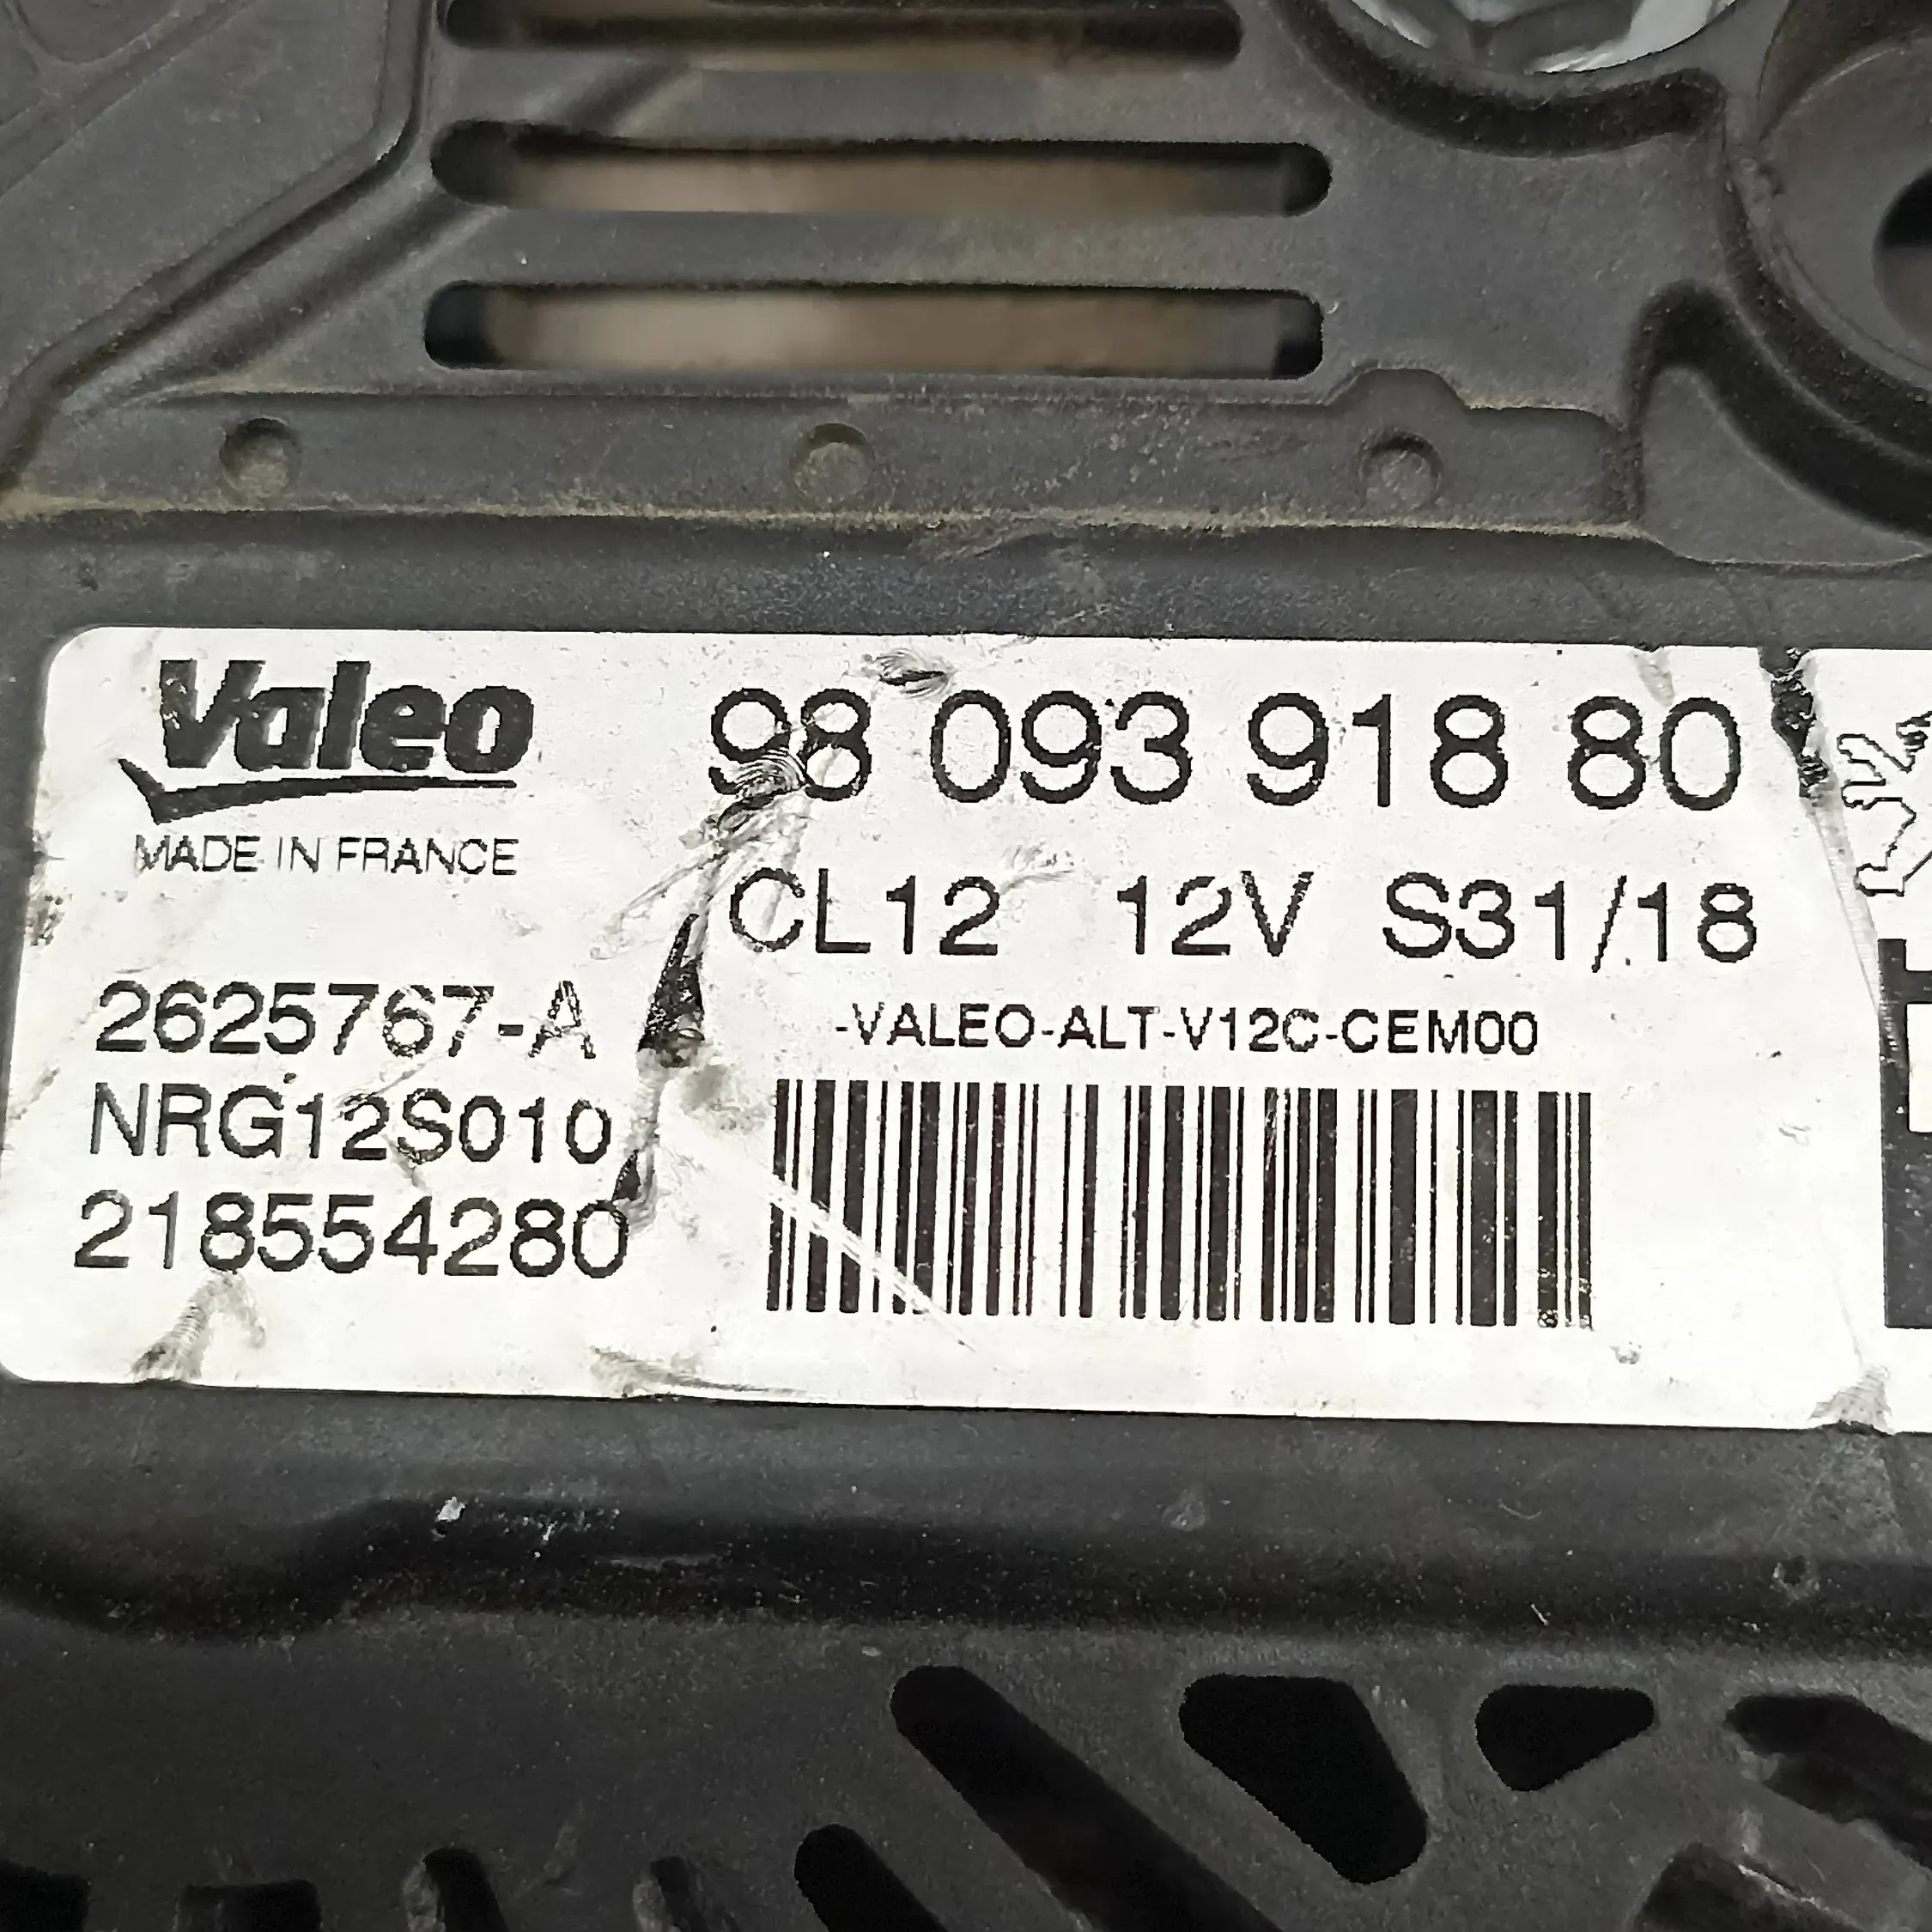 Valeo
MADE IN FRANCE
2625767-A
NRG12S010
218554280
98 093 918 80
CL12 12V S31/18
-VALEO-ALT-V12C-CEM00